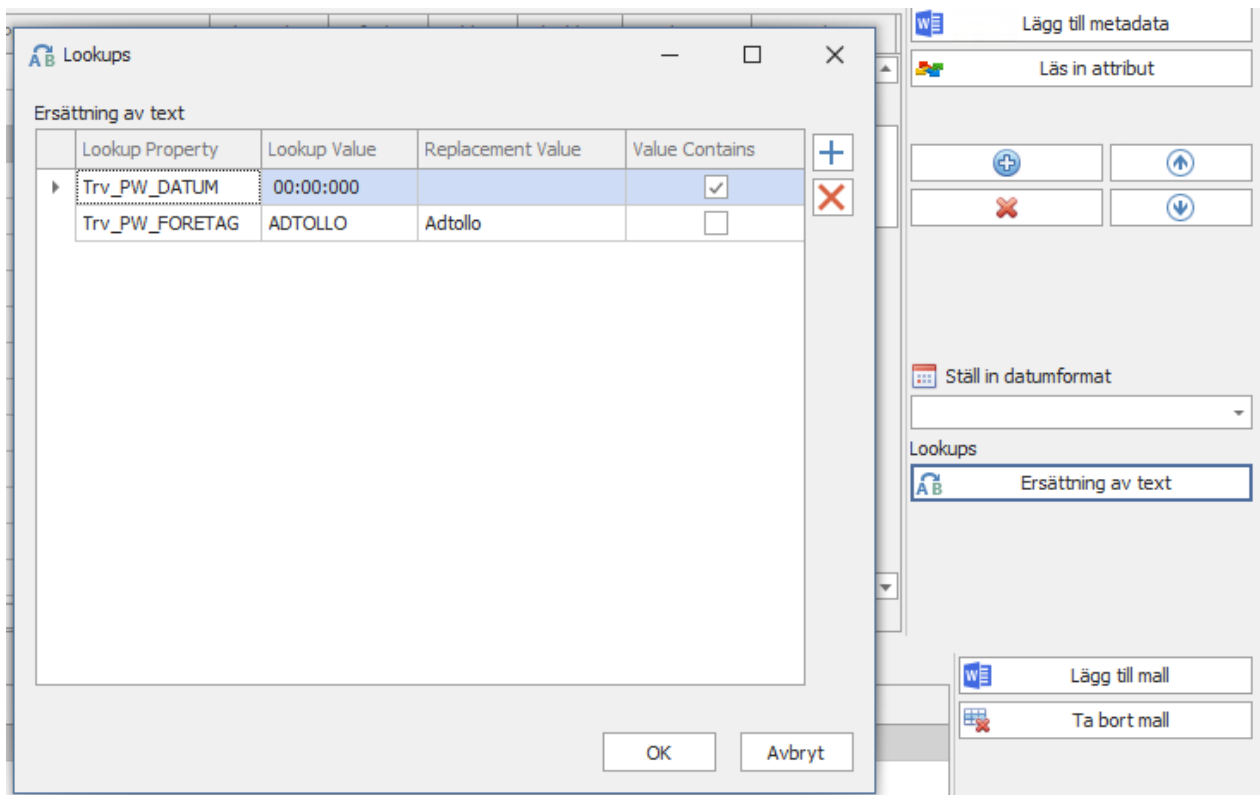 Lookups
Ersättning av text
Lookup Property Lookup Value Replacement Value Value Contains
Trv_PW_DATUM 00:00:000
Trv_PW_FORETAG ADTOLLO Adtollo
OK Avbryt
Lägg till metadata
Läs in attribut
Ställ in datumformat
Lookups
Ersättning av text
Lägg till mall
Ta bort mall